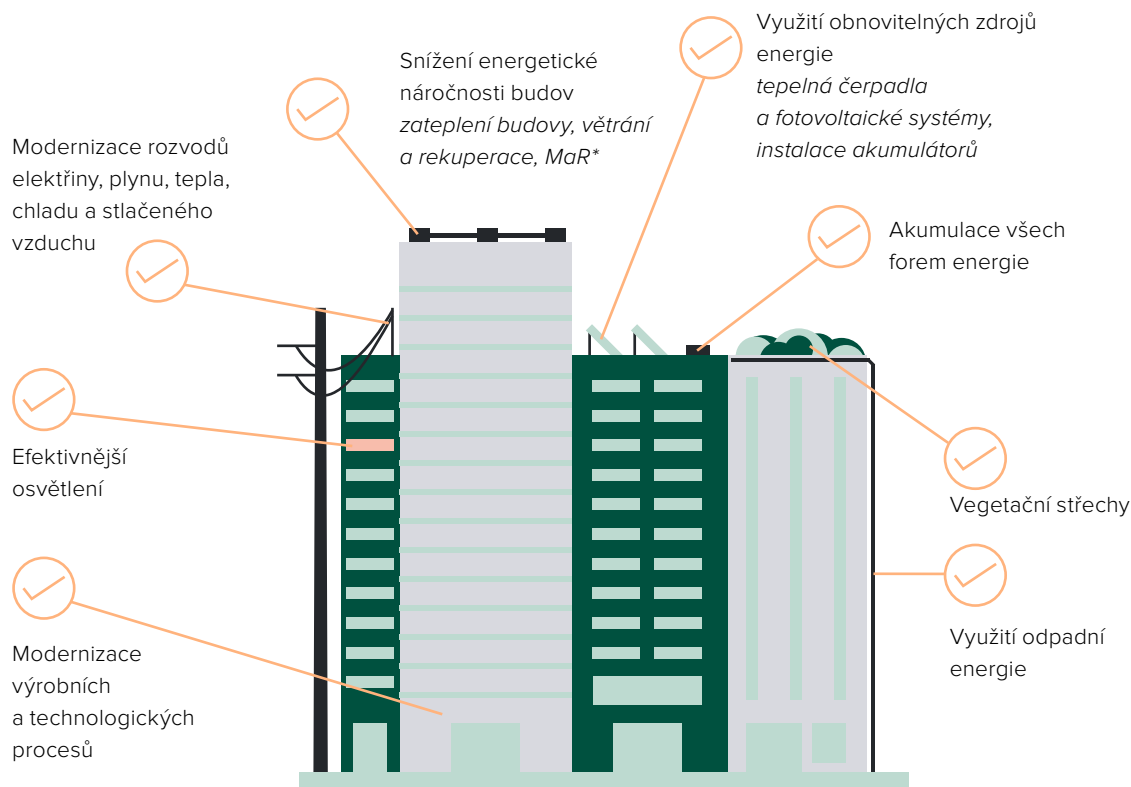 Snížení energetické
náročnosti budov
zateplení budovy, větrání
a rekuperace, MaR*
Využití obnovitelných zdrojů
energie
tepelná čerpadla
a fotovoltaické systémy,
instalace akumulátorů
Modernizace rozvodů
elektřiny, plynu, tepla,
chladu a stlačeného
vzduchu
Akumulace všech
forem energie
Efektivnější
osvětlení
Vegetační střechy
Modernizace
výrobních
a technologických
procesů
Využití odpadní
energie